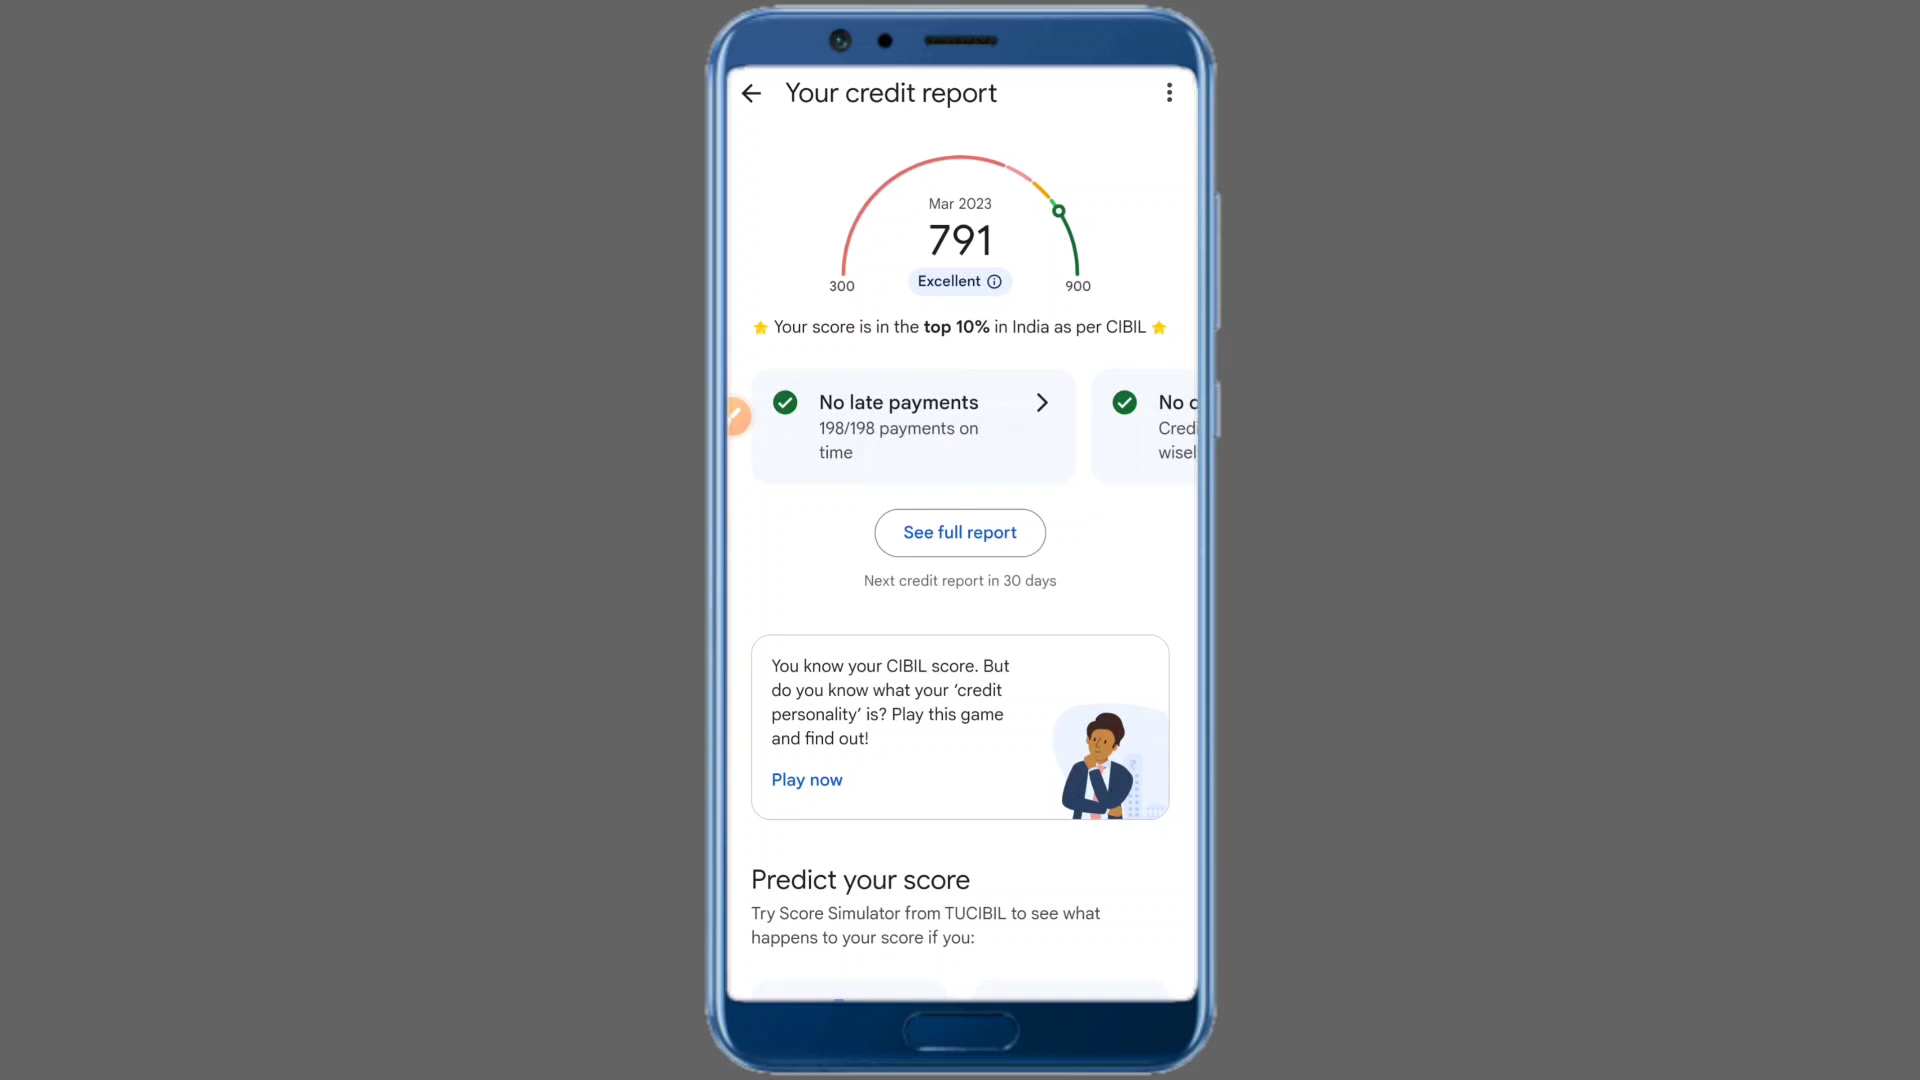 Your credit report
Mar 2023
791
Excellent
300
900
Your score is in the top 10% in India as per CIBIL
No late payments
198/198 payments on
time
No
See full report
Next credit report in 30 days
You know your CIBIL score. But
do you know what your ‘credit
personality’ is? Play this game
and find out!
Play now
Predict your score
Try Score Simulator from TUCIBIL to see what
happens to your score if you: